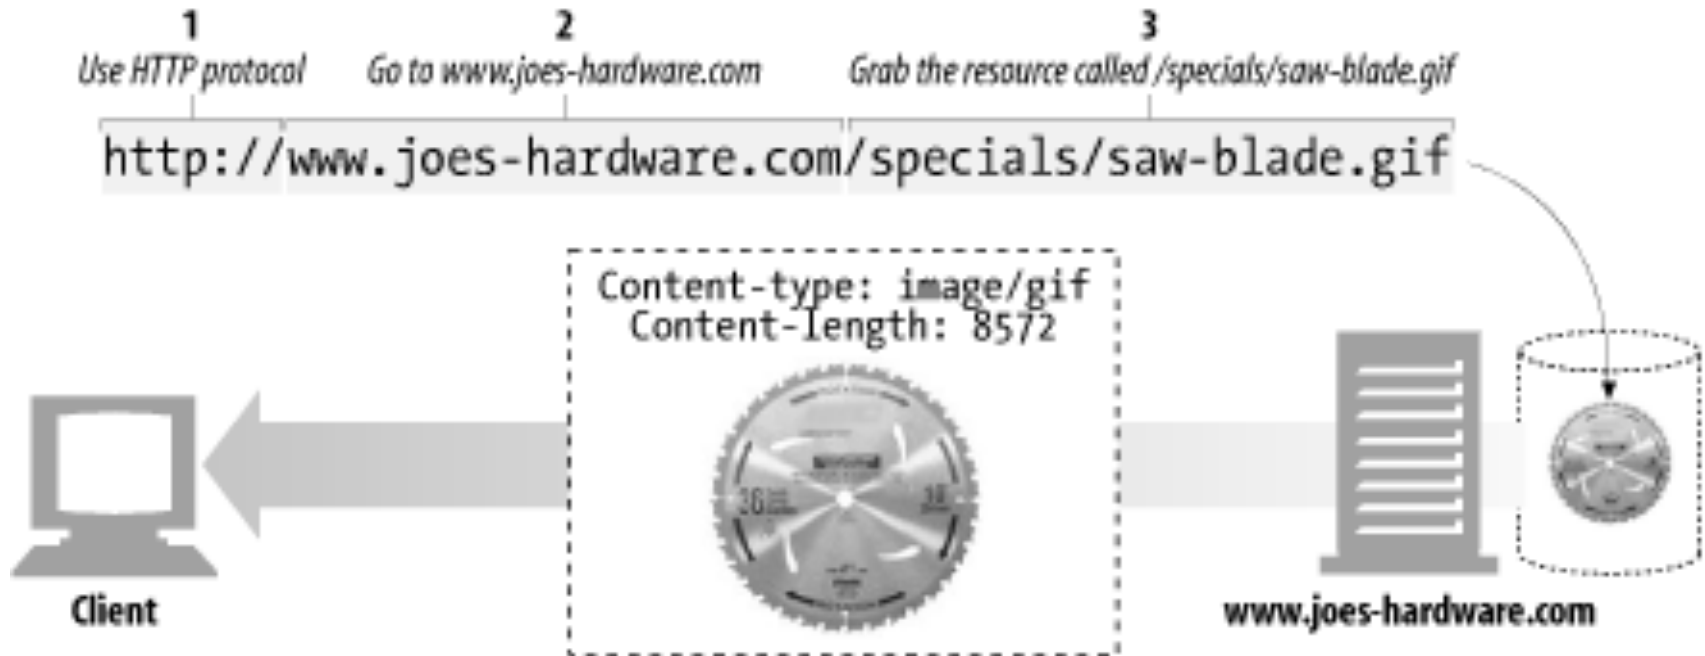 1
Use HTTP protocol
2
Go to www.joes-hardware.com
3
Grab the resource called /specials/saw-blade.gif
http://www.joes-hardware.com/specials/saw-blade.gif
Content-type: image/gif
Content-length: 8572
36
Client
www.joes-hardware.com